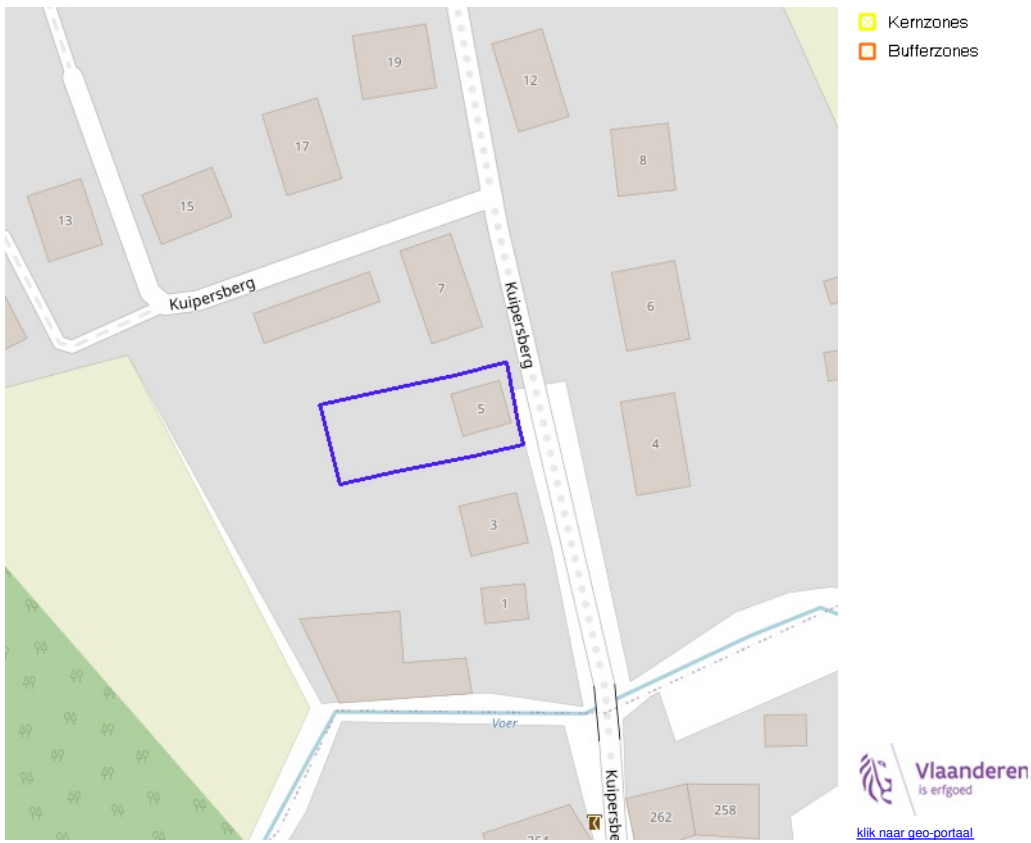 Kernzones
Bufferzones
19
12
17
8
15
13
Kuipersberg
7
Kuipersberg
6
5
4
3
1
Voer
Kuipersbe
262
258
264
Vlaanderen
is erfgoed
klik naar geo-portaal